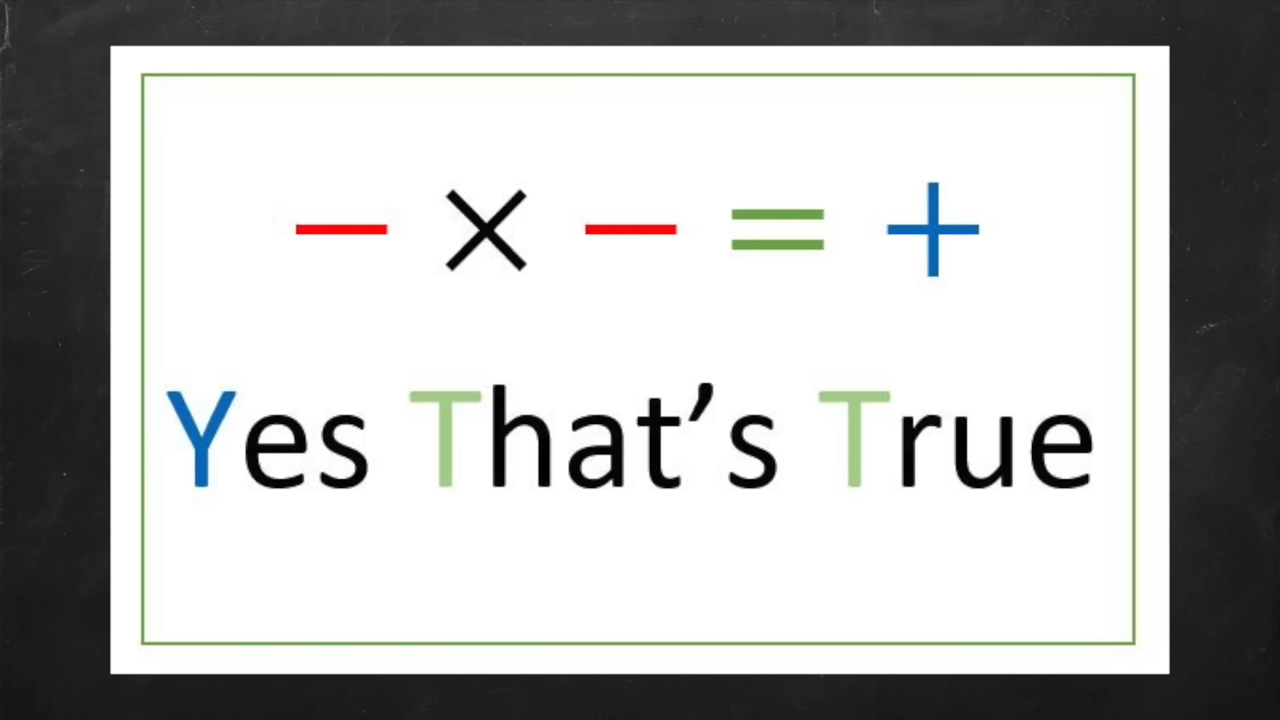 − × − = +
Yes That’s True